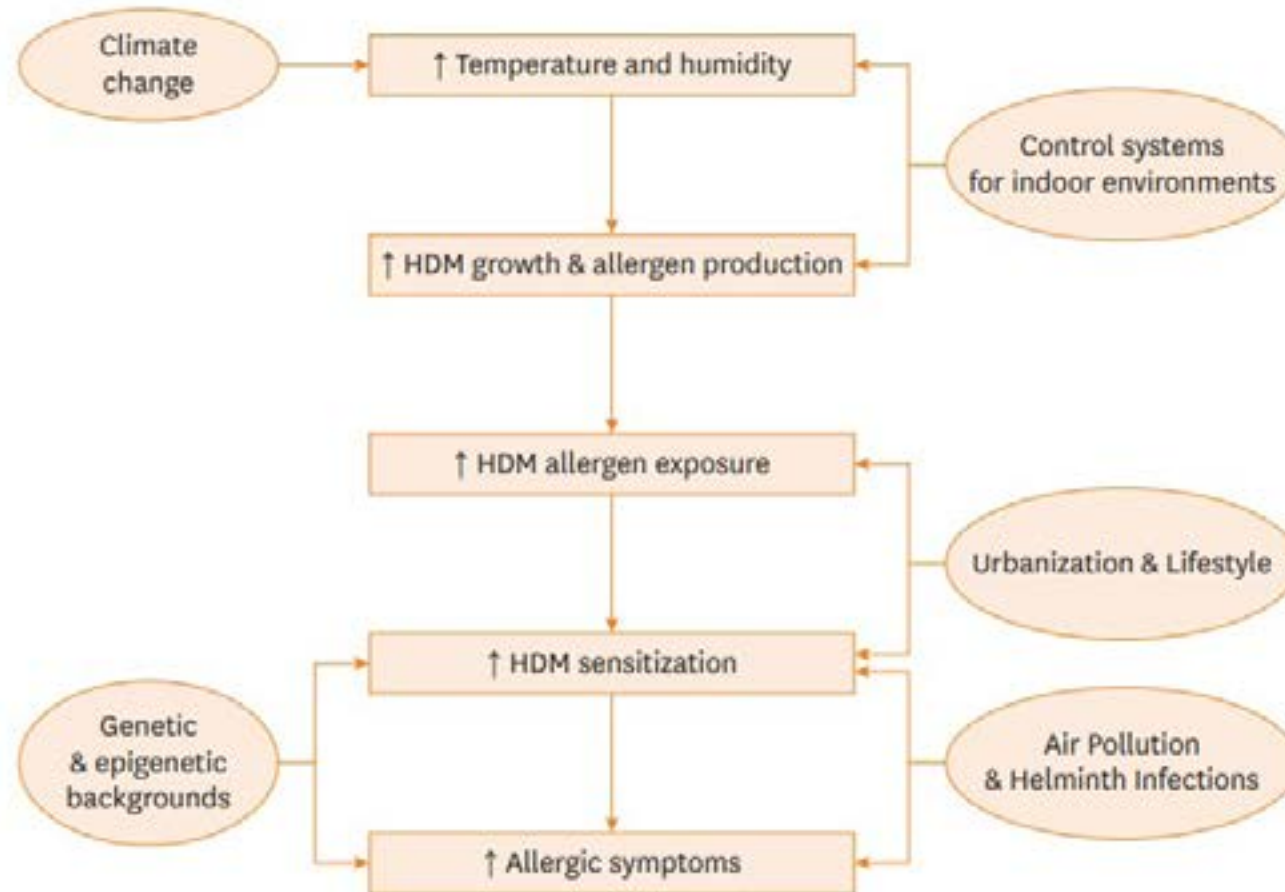 Climate
change
↑ Temperature and humidity
Control systems
for indoor environments
↑ HDM growth & allergen production
↑ HDM allergen exposure
Urbanization & Lifestyle
↑ HDM sensitization
Genetic
& epigenetic
backgrounds
Air Pollution
& Helminth Infections
↑ Allergic symptoms